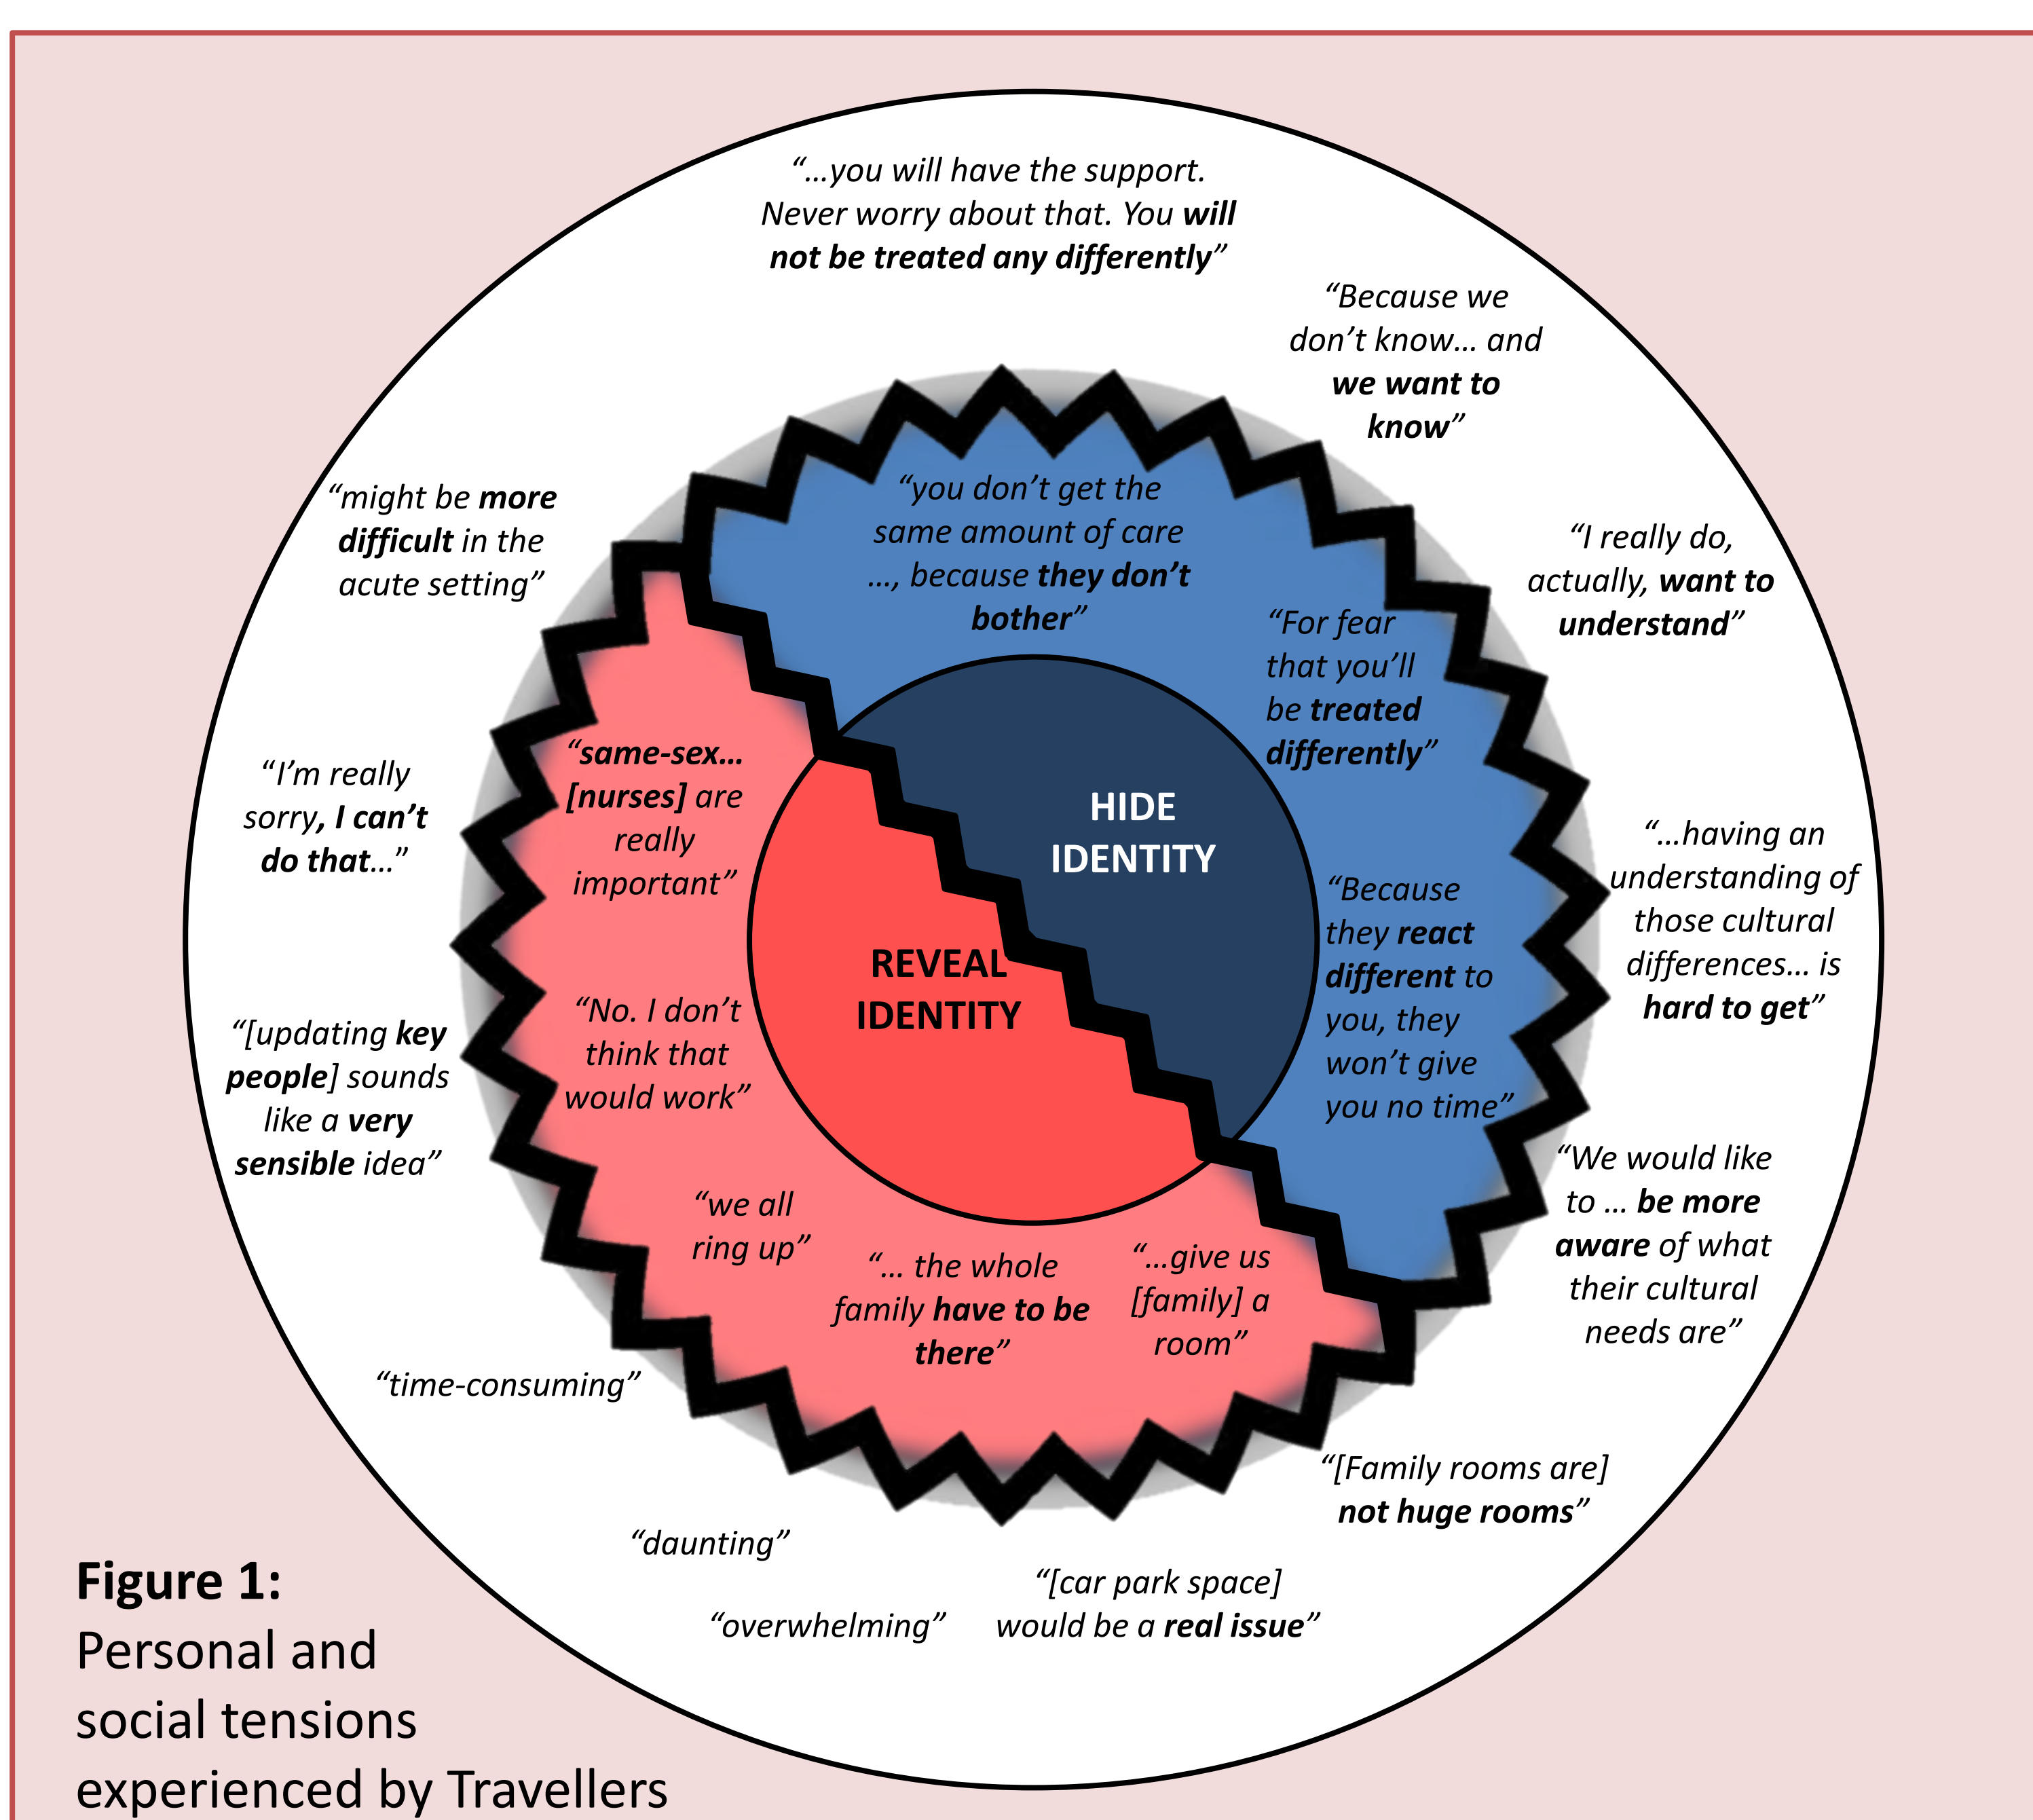 “…you will have the support.
Never worry about that. You will
not be treated any differently”
“Because we
don’t know… and
we want to
know”
“I really do,
actually, want to
understand”
“…having an
understanding of
those cultural
differences… is
hard to get”
“We would like
to … be more
aware of what
their cultural
needs are”
“[Family rooms are]
not huge rooms”
“[car park space]
would be a real issue”
“overwhelming”
“daunting”
“time-consuming”
“[updating key
people] sounds
like a very
sensible idea”
“I’m really
sorry, I can’t
do that…”
“might be more
difficult in the
acute setting”
“you don’t get the
same amount of care
…, because they don’t
bother”
“For fear
that you’ll
be treated
differently”
“Because
they react
different to
you, they
won’t give
you no time”
“same-sex…
[nurses] are
really
important”
“No. I don’t
think that
would work”
“we all
ring up”
“… the whole
family have to be
there”
“…give us
[family] a
room”
HIDE
IDENTITY
REVEAL
IDENTITY
Figure 1:
Personal and
social tensions
experienced by Travellers